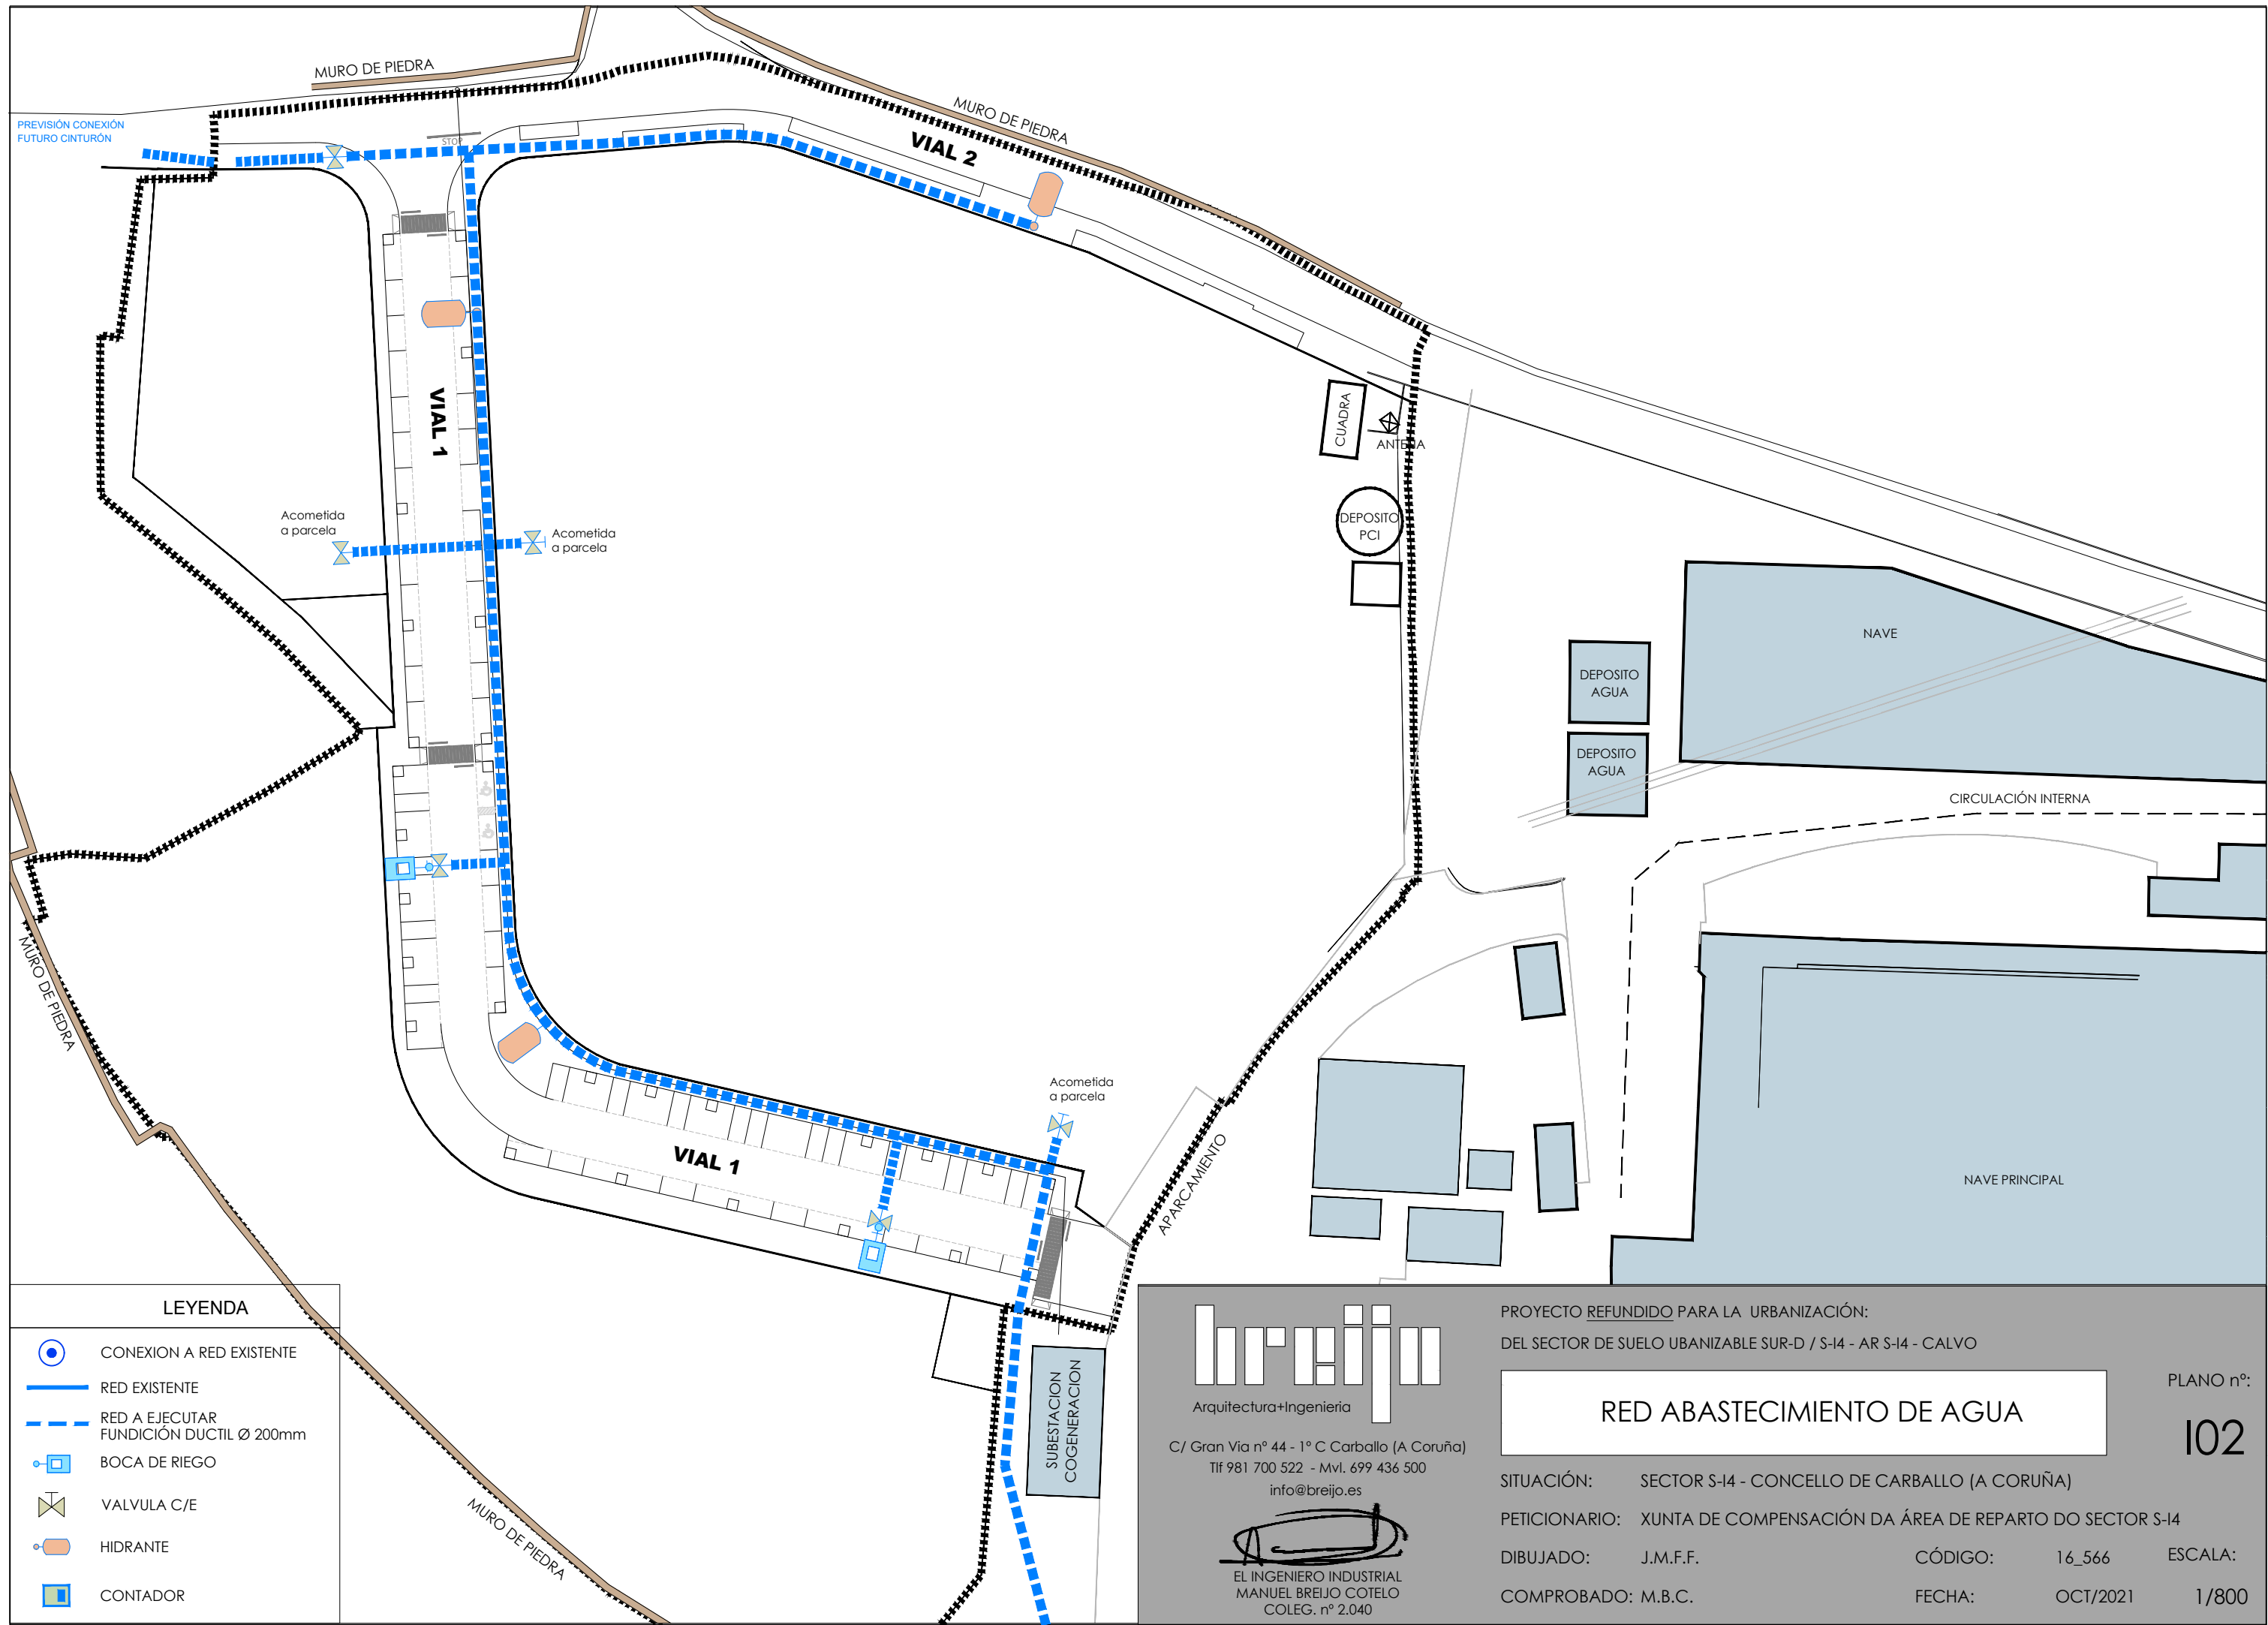 MURO DE PIEDRA
PREVISIÓN CONEXIÓN
FUTURO CINTURÓN
STOP
MURO DE PIEDRA
VIAL 2
VIAL 1
CUADRA
ANTENA
DEPOSITO
PCI
Acometida
a parcela
Acometida
a parcela
NAVE
DEPOSITO
AGUA
DEPOSITO
AGUA
CIRCULACIÓN INTERNA
MURO DE PIEDRA
Acometida
a parcela
VIAL 1
APARCAMIENTO
NAVE PRINCIPAL
SUBESTACION
COGENERACION
MURO DE PIEDRA
LEYENDA
CONEXION A RED EXISTENTE
RED EXISTENTE
RED A EJECUTAR
FUNDICIÓN DUCTIL Ø 200mm
BOCA DE RIEGO
VALVULA C/E
HIDRANTE
CONTADOR
breijo
Arquitectura+Ingenieria
C/ Gran Via nº 44 - 1º C Carballo (A Coruña)
Tlf 981 700 522 - Mvl. 699 436 500
info@breijo.es
EL INGENIERO INDUSTRIAL
MANUEL BREIJO COTELO
COLEG. nº 2.040
PROYECTO REFUNDIDO PARA LA URBANIZACIÓN:
DEL SECTOR DE SUELO UBANIZABLE SUR-D / S-I4 - AR S-I4 - CALVO
RED ABASTECIMIENTO DE AGUA
PLANO nº:
I02
SITUACIÓN: SECTOR S-I4 - CONCELLO DE CARBALLO (A CORUÑA)
PETICIONARIO: XUNTA DE COMPENSACIÓN DA ÁREA DE REPARTO DO SECTOR S-I4
DIBUJADO: J.M.F.F. CÓDIGO: 16_566 ESCALA:
COMPROBADO: M.B.C. FECHA: OCT/2021 1/800